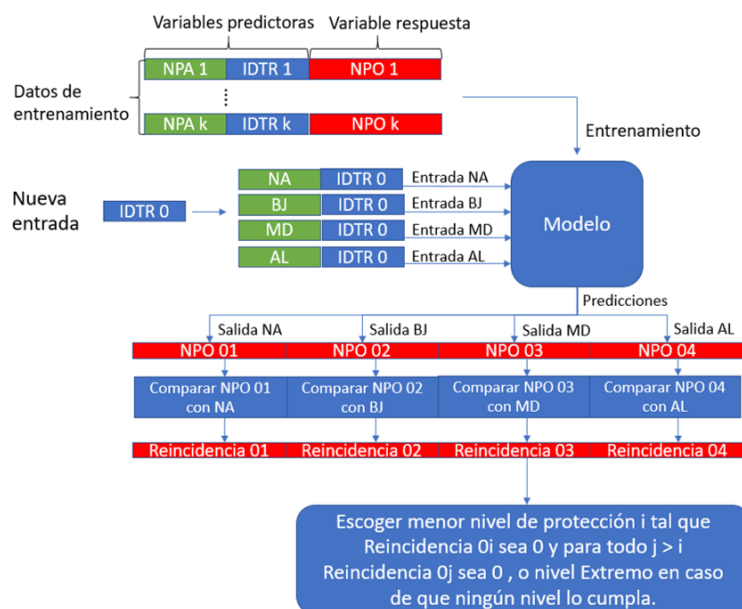 Variables predictoras
Variable respuesta
NPA 1 IDTR 1 NPO 1
Datos de
entrenamiento
NPA k IDTR k NPO k
Entrenamiento
Nueva
entrada
IDTR 0
NA IDTR 0 Entrada NA
BJ IDTR 0 Entrada BJ
MD IDTR 0 Entrada MD
AL IDTR 0 Entrada AL
Modelo
Predicciones
Salida NA Salida BJ Salida MD Salida AL
NPO 01 NPO 02 NPO 03 NPO 04
Comparar NPO 01
con NA
Comparar NPO 02
con BJ
Comparar NPO 03
con MD
Comparar NPO 04
con AL
Reincidencia 01 Reincidencia 02 Reincidencia 03 Reincidencia 04
Escoger menor nivel de protección i tal que
Reincidencia 0i sea 0 y para todo j > i
Reincidencia 0j sea 0 , o nivel Extremo en caso
de que ningún nivel lo cumpla.